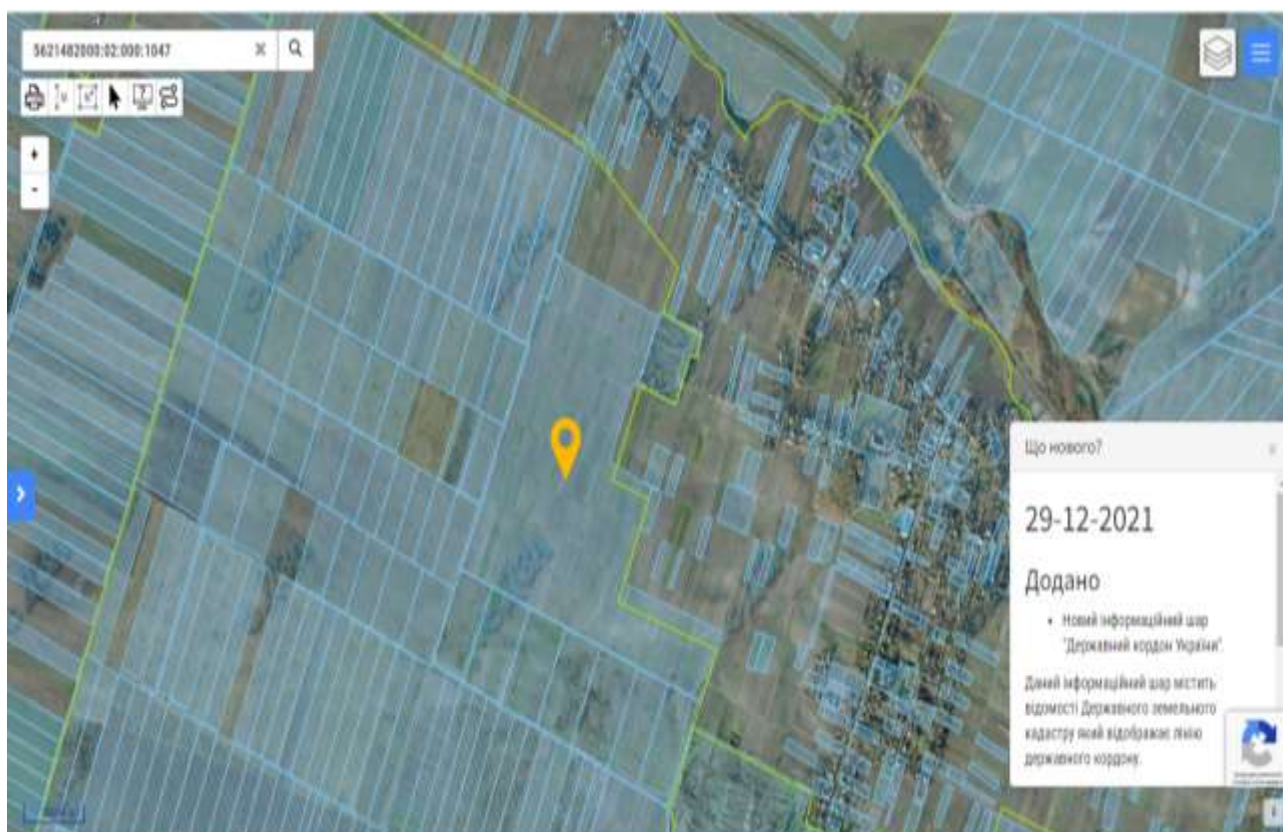 5621482000:02:000:1047
+
-
Що нового?
29-12-2021
Додано
• Новий інформаційний шар
"Державний кордон України".
Даний інформаційний шар містить
відомості Державного земельного
кадастру який відображає лінію
державного кордону.